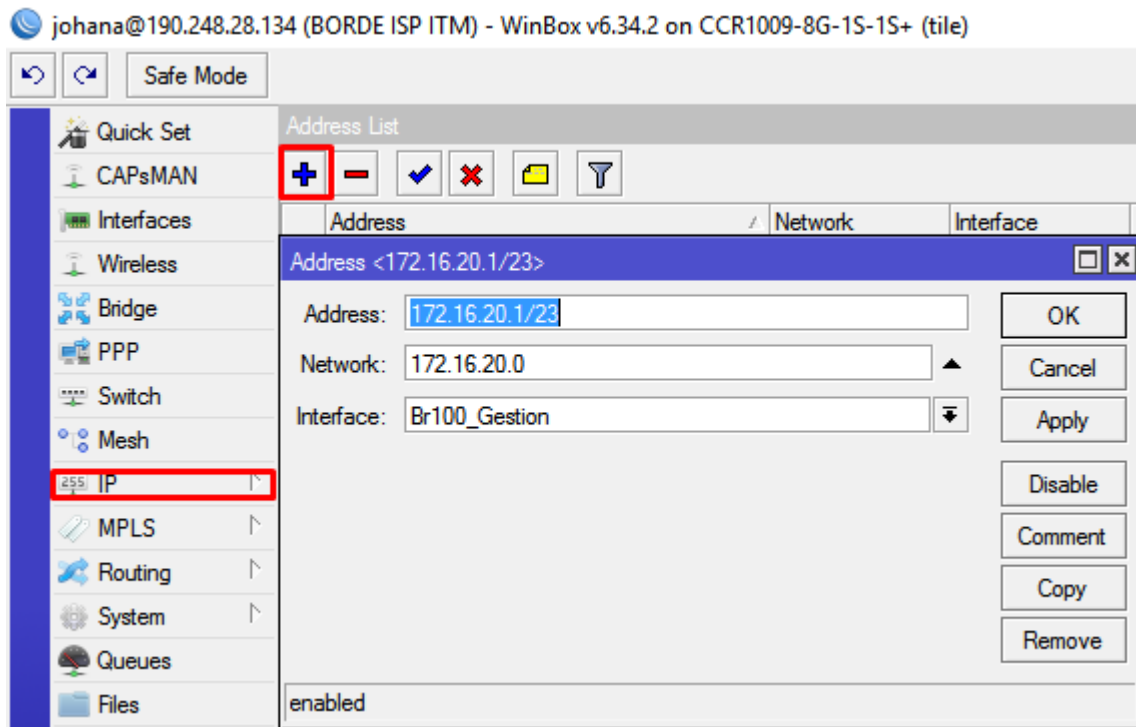 johana@190.248.28.134 (BORDE ISP ITM) - WinBox v6.34.2 on CCR1009-8G-1S-1S+ (tile)
Safe Mode
Quick Set
CAPsMAN
Interfaces
Wireless
Bridge
PPP
Switch
Mesh
255 IP
MPLS
Routing
System
Queues
Files
Address List
Address Network Interface
Address <172.16.20.1/23>
Address: 172.16.20.1/23
Network: 172.16.20.0
Interface: Br100_Gestion
OK
Cancel
Apply
Disable
Comment
Copy
Remove
enabled